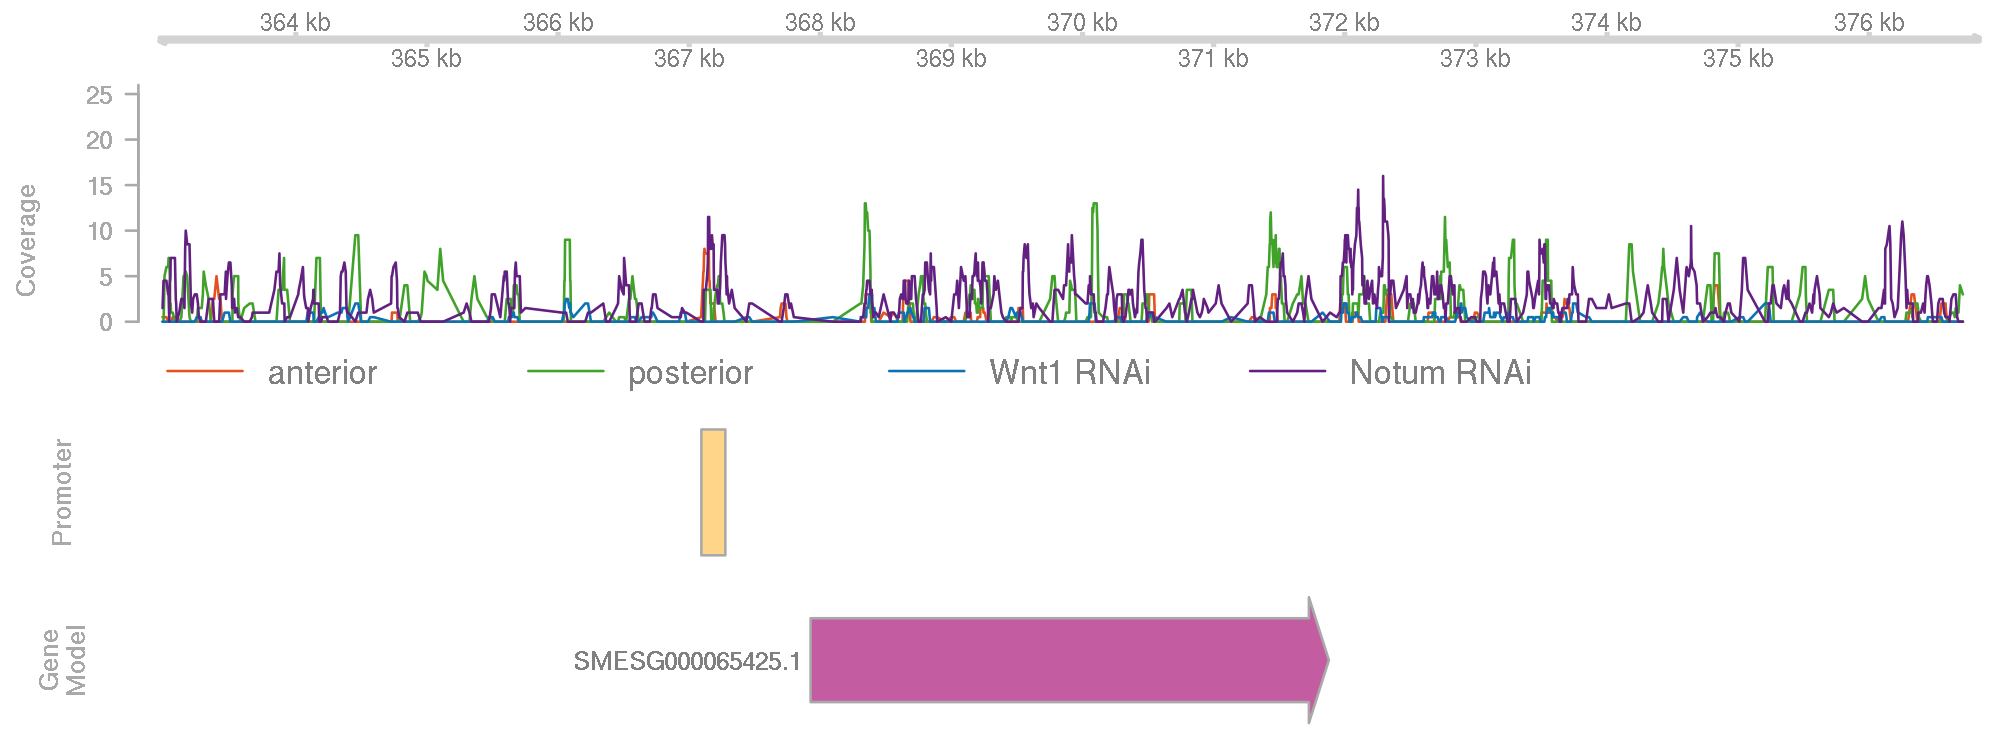 364 kb 366 kb 368 kb 370 kb 372 kb 374 kb 376 kb
365 kb 367 kb 369 kb 371 kb 373 kb 375 kb
Coverage
25
20
15
10
5
0
anterior posterior Wnt1 RNAi Notum RNAi
Promoter
Gene
Model
SMESG000065425.1